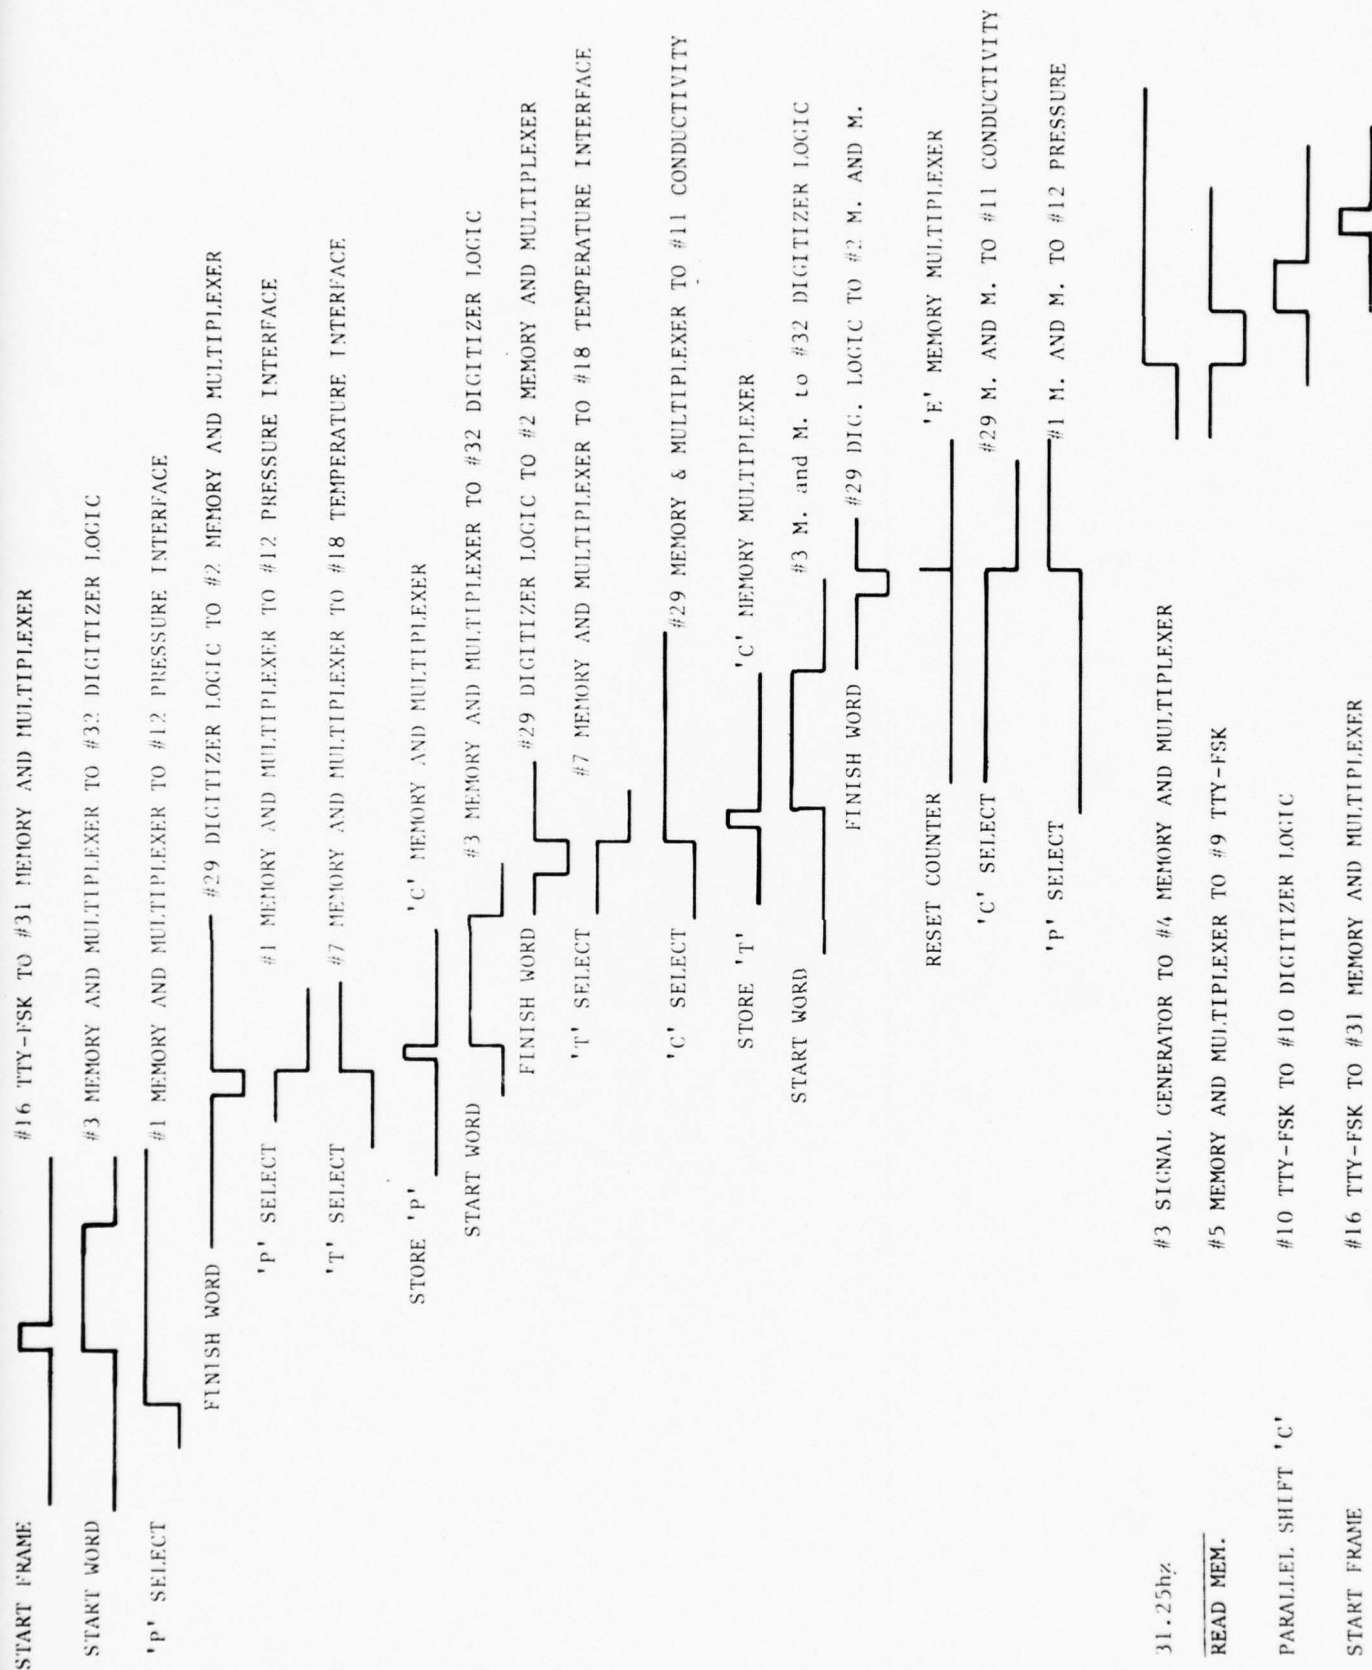 START FRAME #16 TTY-FSK TO #31 MEMORY AND MULTIPLEXER
START WORD #3 MEMORY AND MULTIPLEXER TO #32 DIGITIZER LOGIC
'P' SELECT #1 MEMORY AND MULTIPLEXER TO #12 PRESSURE INTERFACE
FINISH WORD #29 DIGITIZER LOGIC TO #2 MEMORY AND MULTIPLEXER
'P' SELECT #1 MEMORY AND MULTIPLEXER TO #12 PRESSURE INTERFACE
'T' SELECT #7 MEMORY AND MULTIPLEXER TO #18 TEMPERATURE INTERFACE
STORE 'P' 'C' MEMORY AND MULTIPLEXER
START WORD #3 MEMORY AND MULTIPLEXER TO #32 DIGITIZER LOGIC
FINISH WORD #29 DIGITIZER LOGIC TO #2 MEMORY AND MULTIPLEXER
'T' SELECT #7 MEMORY AND MULTIPLEXER TO #18 TEMPERATURE INTERFACE
'C' SELECT #29 MEMORY & MULTIPLEXER TO #11 CONDUCTIVITY
STORE 'T' 'C' MEMORY MULTIPLEXER
START WORD #3 M. and M. to #32 DIGITIZER LOGIC
FINISH WORD #29 DIG. LOGIC TO #2 M. AND M.
RESET COUNTER 'E' MEMORY MULTIPLEXER
'C' SELECT #29 M. AND M. TO #11 CONDUCTIVITY
'P' SELECT #1 M. AND M. TO #12 PRESSURE
31.25hz #3 SIGNAL GENERATOR TO #4 MEMORY AND MULTIPLEXER
READ MEM. #5 MEMORY AND MULTIPLEXER TO #9 TTY-FSK
PARALLEL SHIFT 'C' #10 TTY-FSK TO #10 DIGITIZER LOGIC
START FRAME #16 TTY-FSK TO #31 MEMORY AND MULTIPLEXER